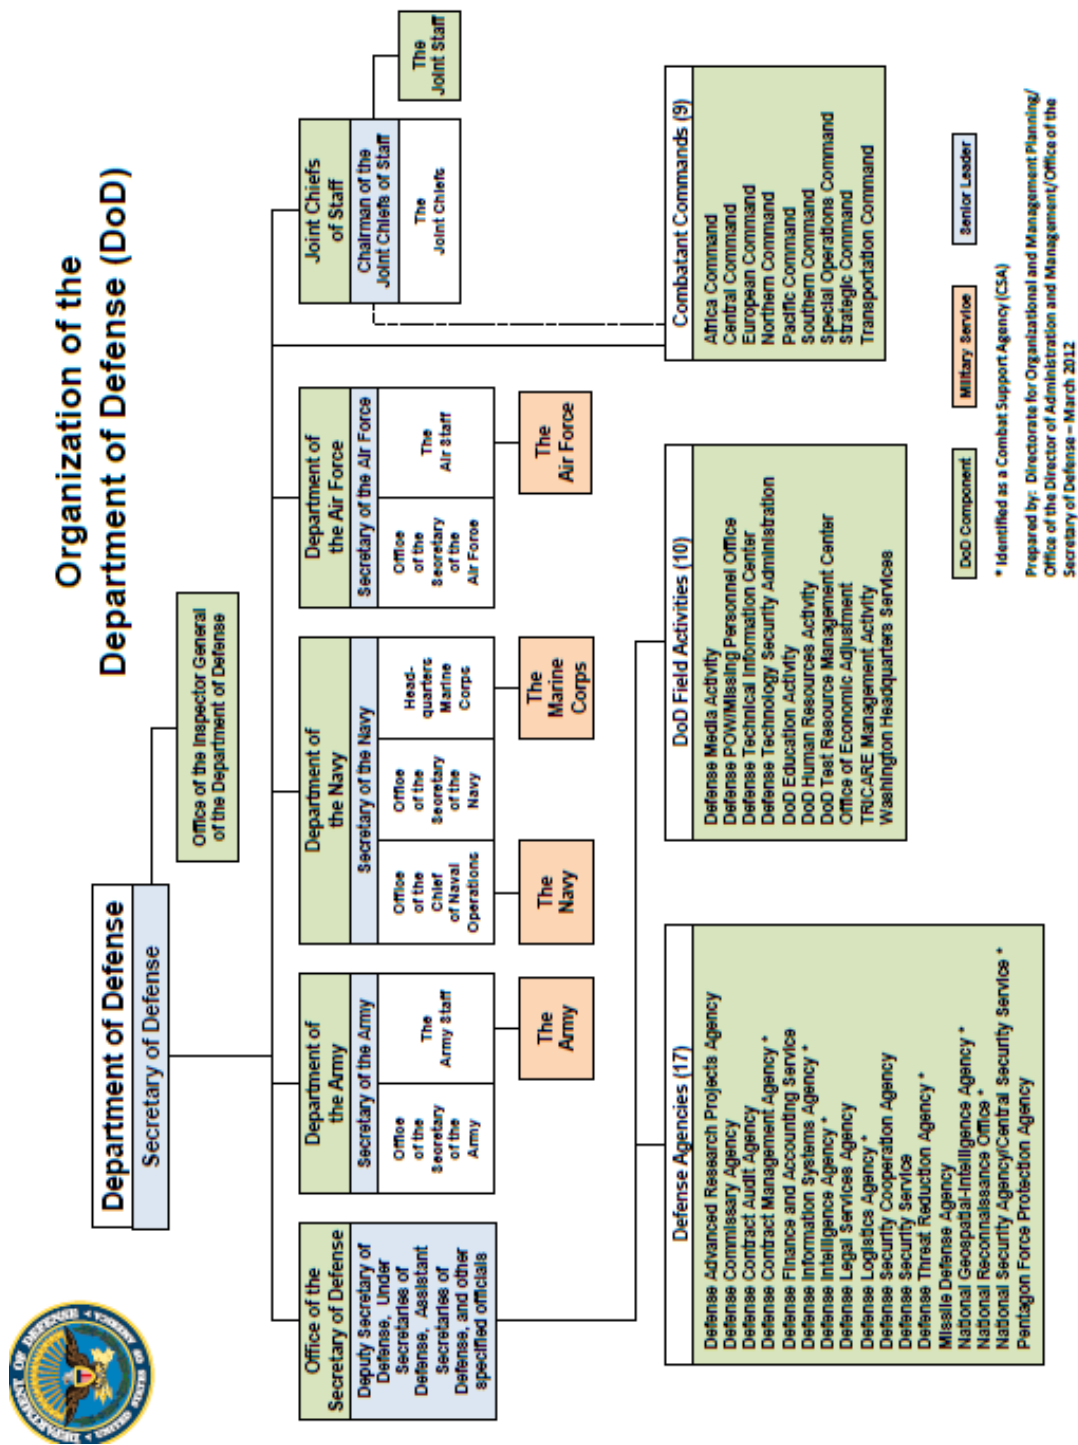 Organization of the
Department of Defense (DoD)
DEPARTMENT OF DEFENSE
UNITED STATES OF AMERICA
Department of Defense
Secretary of Defense
Office of the Inspector General
of the Department of Defense
Office of the
Secretary of Defense
Deputy Secretary of
Defense, Under
Secretaries of
Defense, Assistant
Secretaries of
Defense, and other
specified officials
Department of
the Army
Secretary of the Army
Office
of the
Secretary
of the
Army
The
Army Staff
The
Army
Department of
the Navy
Secretary of the Navy
Office
of the
Chief
of Naval
Operations
Office
of the
Secretary
of the
Navy
Head-
quarters
Marine
Corps
The
Navy
The
Marine
Corps
Department of
the Air Force
Secretary of the Air Force
Office
of the
Secretary
of the
Air Force
The
Air Staff
The
Air Force
Joint Chiefs
of Staff
Chairman of the
Joint Chiefs of Staff
The
Joint Chiefs
The
Joint Staff
Defense Agencies (17)
Defense Advanced Research Projects Agency
Defense Commissary Agency
Defense Contract Audit Agency
Defense Contract Management Agency *
Defense Finance and Accounting Service
Defense Information Systems Agency *
Defense Intelligence Agency *
Defense Legal Services Agency
Defense Logistics Agency *
Defense Security Cooperation Agency
Defense Security Service
Defense Threat Reduction Agency *
Missile Defense Agency
National Geospatial-Intelligence Agency *
National Reconnaissance Office *
National Security Agency/Central Security Service *
Pentagon Force Protection Agency
DoD Field Activities (10)
Defense Media Activity
Defense POW/Missing Personnel Office
Defense Technical Information Center
Defense Technology Security Administration
DoD Education Activity
DoD Human Resources Activity
DoD Test Resource Management Center
Office of Economic Adjustment
TRICARE Management Activity
Washington Headquarters Services
Combatant Commands (9)
Africa Command
Central Command
European Command
Northern Command
Pacific Command
Southern Command
Special Operations Command
Strategic Command
Transportation Command
DoD Component
Military Service
Senior Leader
* Identified as a Combat Support Agency (CSA)
Prepared by: Directorate for Organizational and Management Planning/
Office of the Director of Administration and Management/Office of the
Secretary of Defense – March 2012